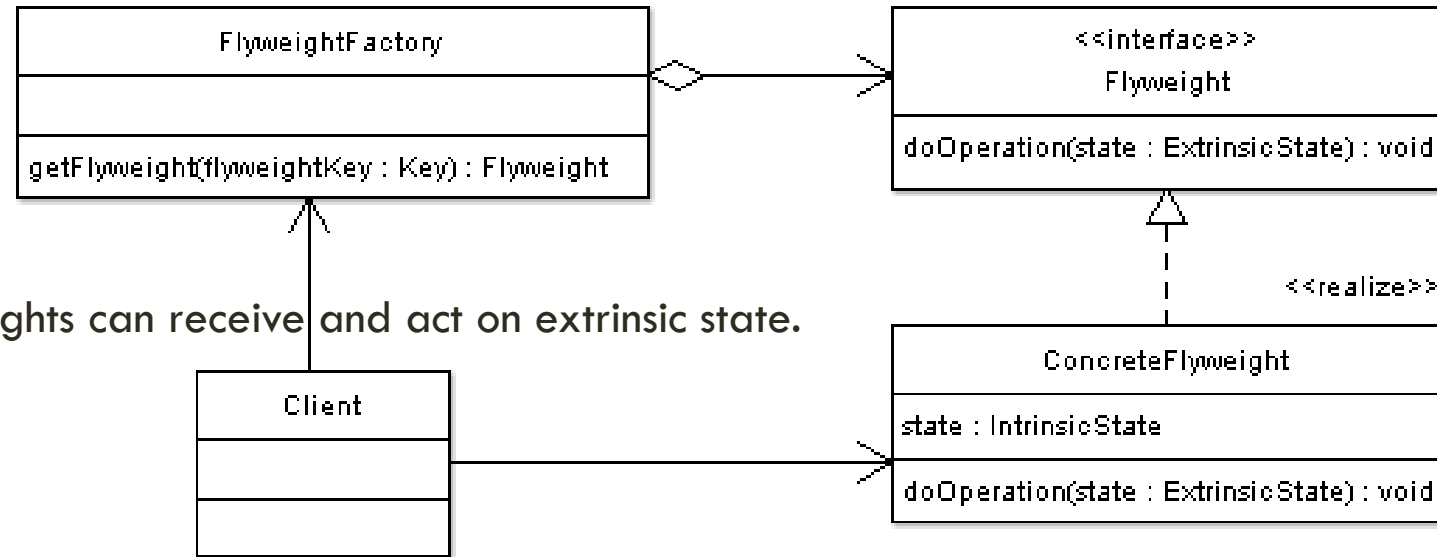 FlyweightFactory
getFlyweight(flyweightKey : Key) : Flyweight
<<interface>>
Flyweight
doOperation(state : ExtrinsicState) : void
<<realize>>
ghts can receive and act on extrinsic state.
Client
ConcreteFlyweight
state : IntrinsicState
doOperation(state : ExtrinsicState) : void